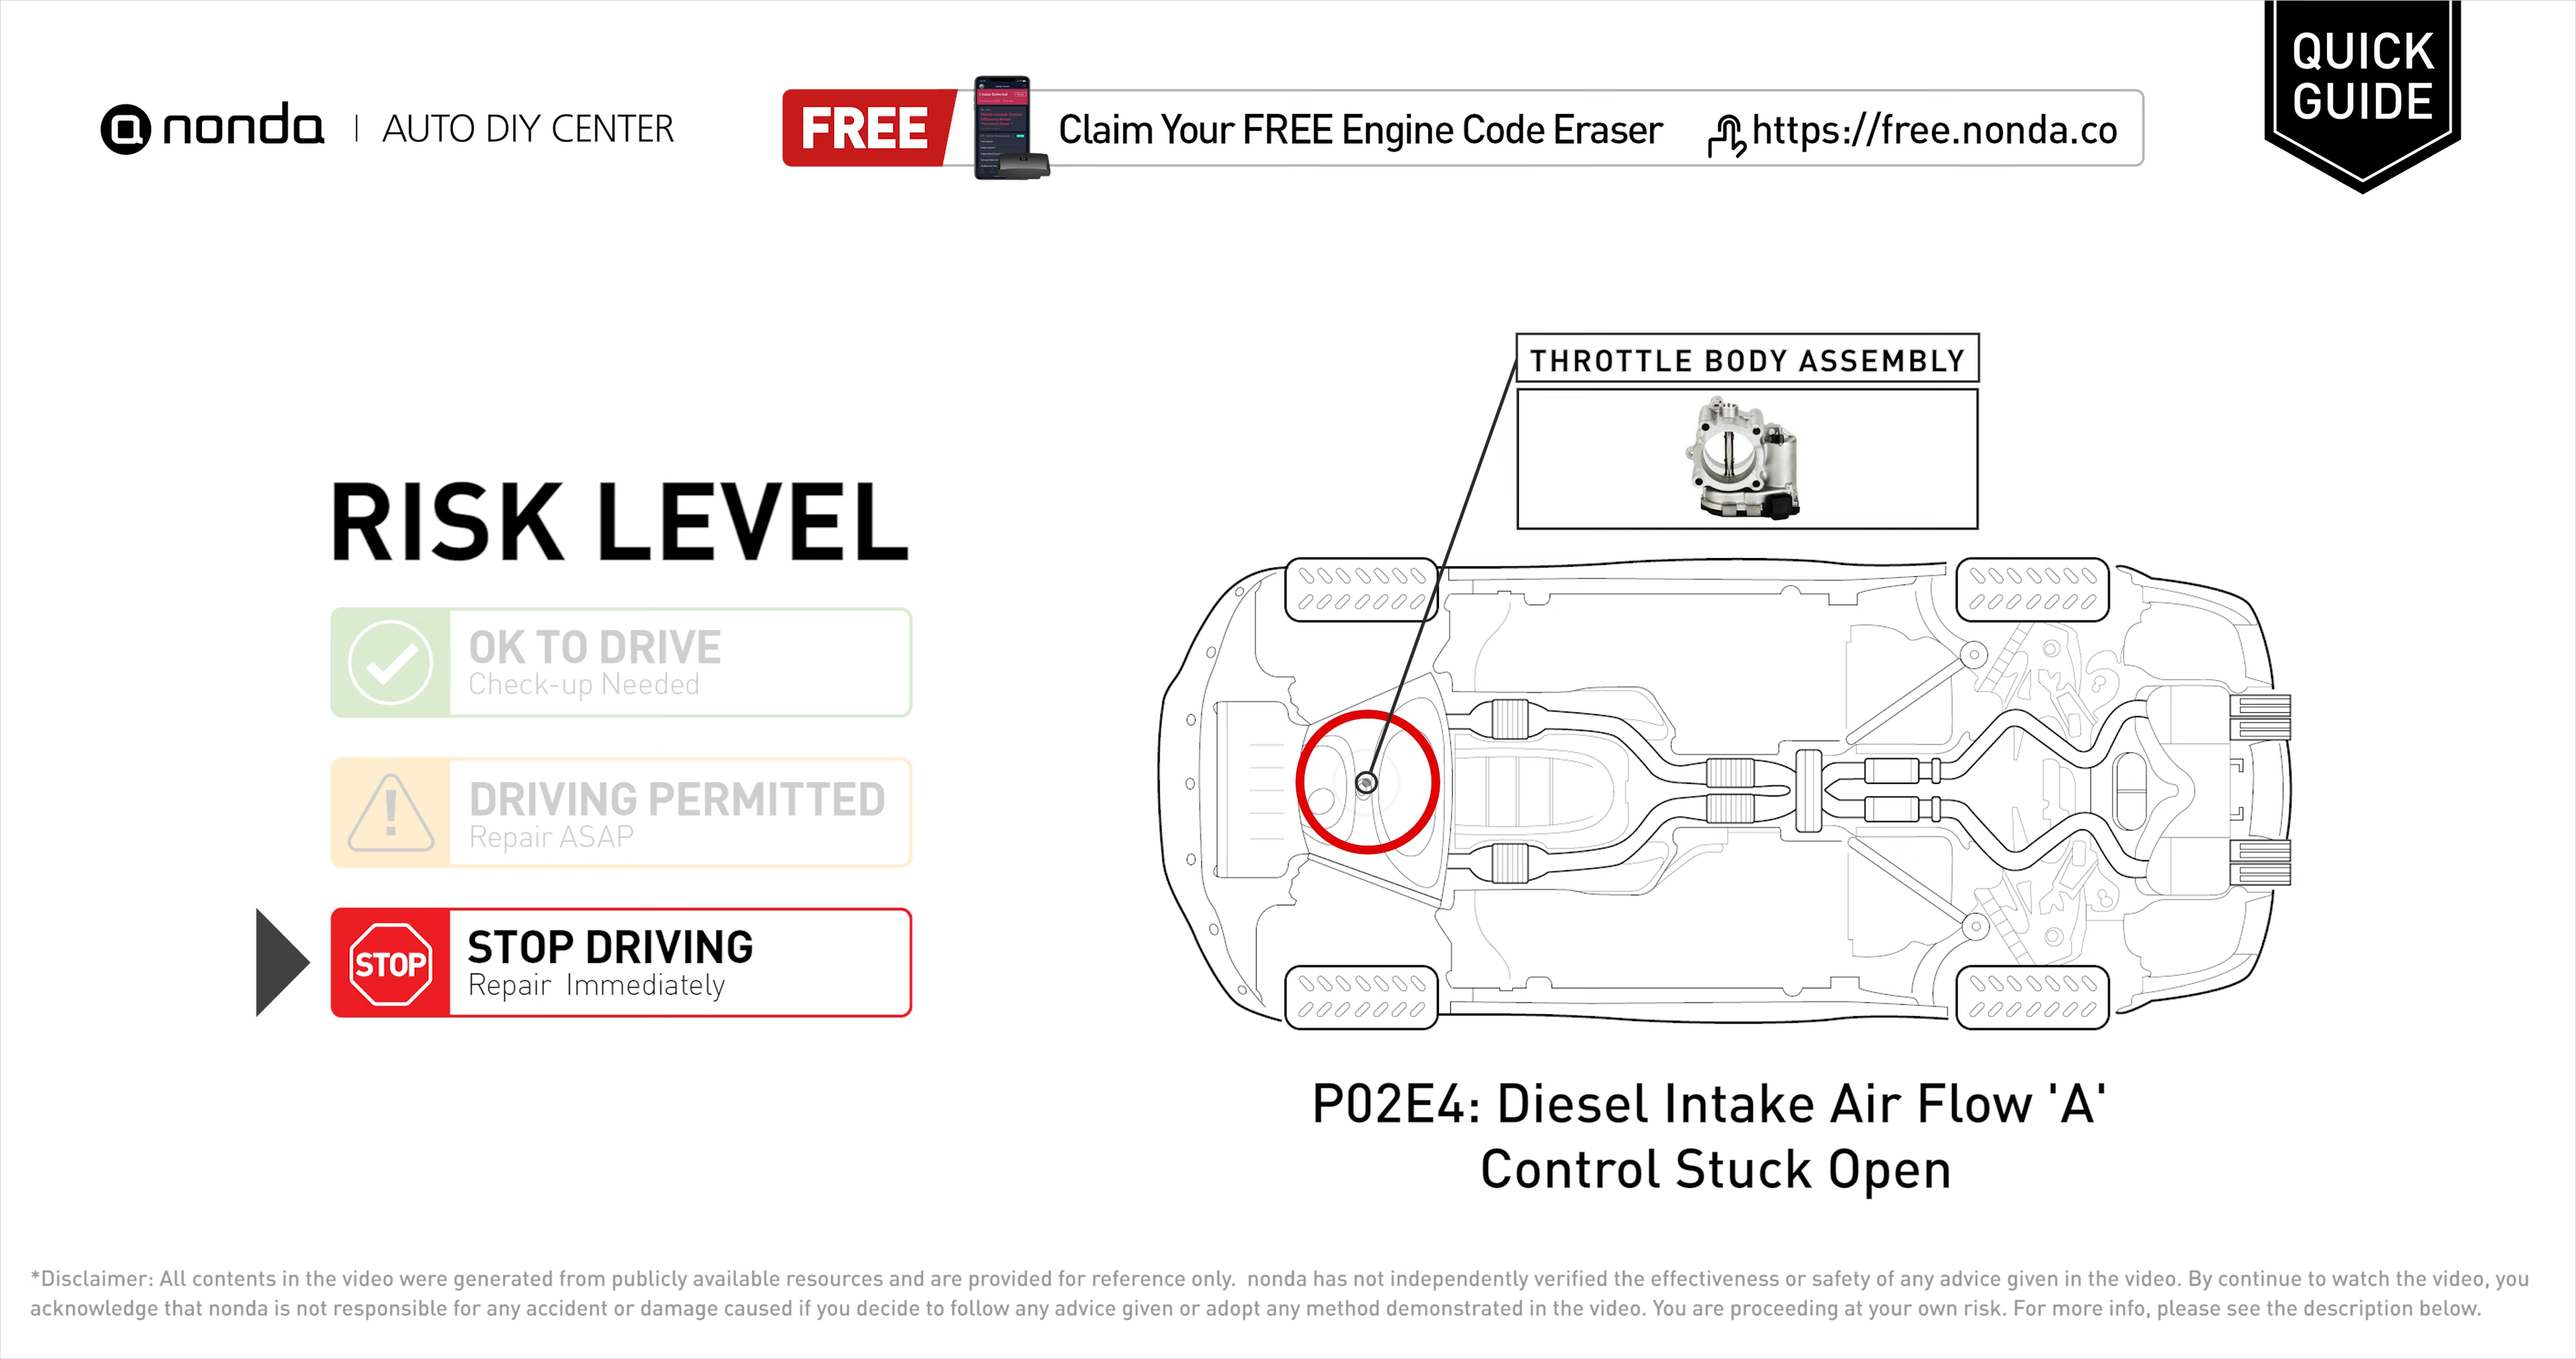 nonda | AUTO DIY CENTER
FREE
Claim Your FREE Engine Code Eraser
https://free.nonda.co
QUICK
GUIDE
THROTTLE BODY ASSEMBLY
RISK LEVEL
OK TO DRIVE
Check-up Needed
DRIVING PERMITTED
Repair ASAP
STOP
STOP DRIVING
Repair Immediately
P02E4: Diesel Intake Air Flow 'A'
Control Stuck Open
*Disclaimer: All contents in the video were generated from publicly available resources and are provided for reference only. nonda has not independently verified the effectiveness or safety of any advice given in the video. By continue to watch the video, you
acknowledge that nonda is not responsible for any accident or damage caused if you decide to follow any advice given or adopt any method demonstrated in the video. You are proceeding at your own risk. For more info, please see the description below.